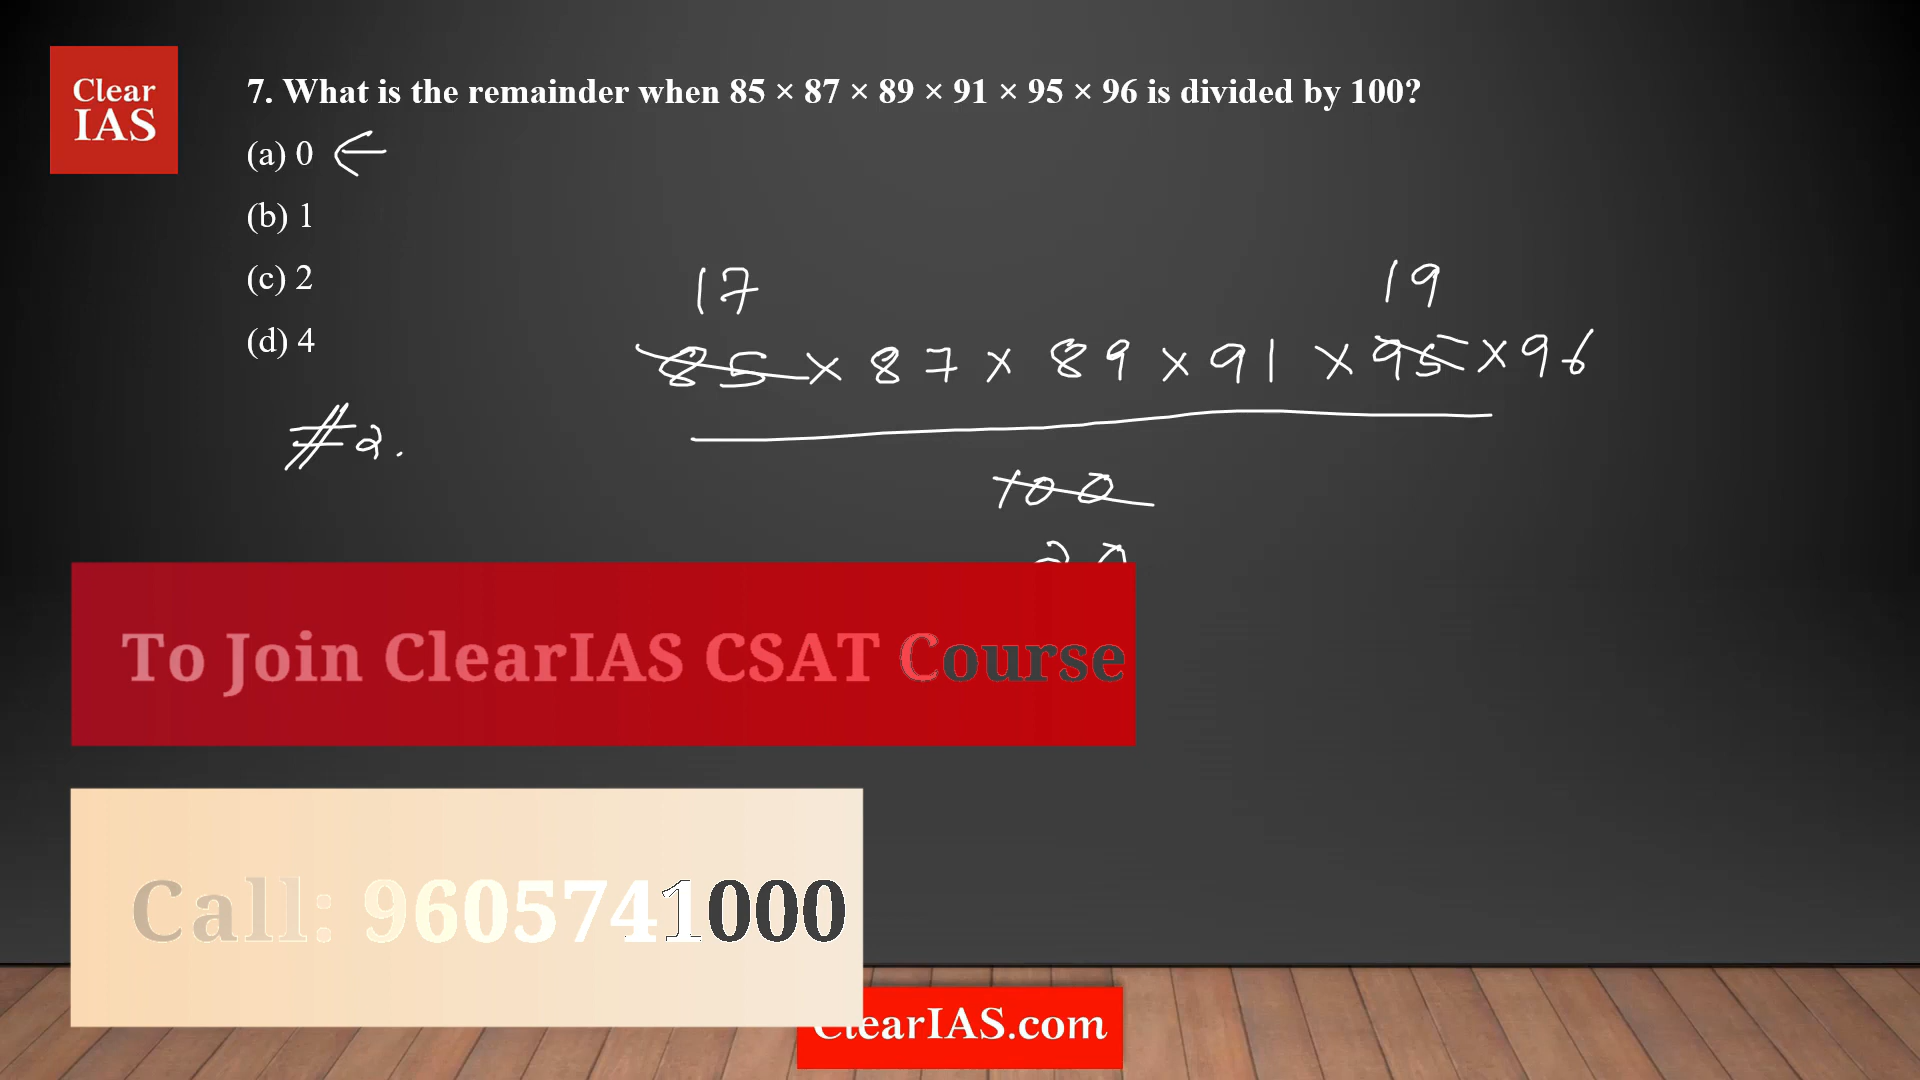 Clear
IAS
7. What is the remainder when 85 × 87 × 89 × 91 × 95 × 96 is divided by 100?
(a) 0 ←
(b) 1
(c) 2
(d) 4
17 19
85 × 87 × 89 × 91 × 95 × 96
#2.
100
To Join ClearIAS CSAT Course
Call: 9605741000
ClearIAS.com